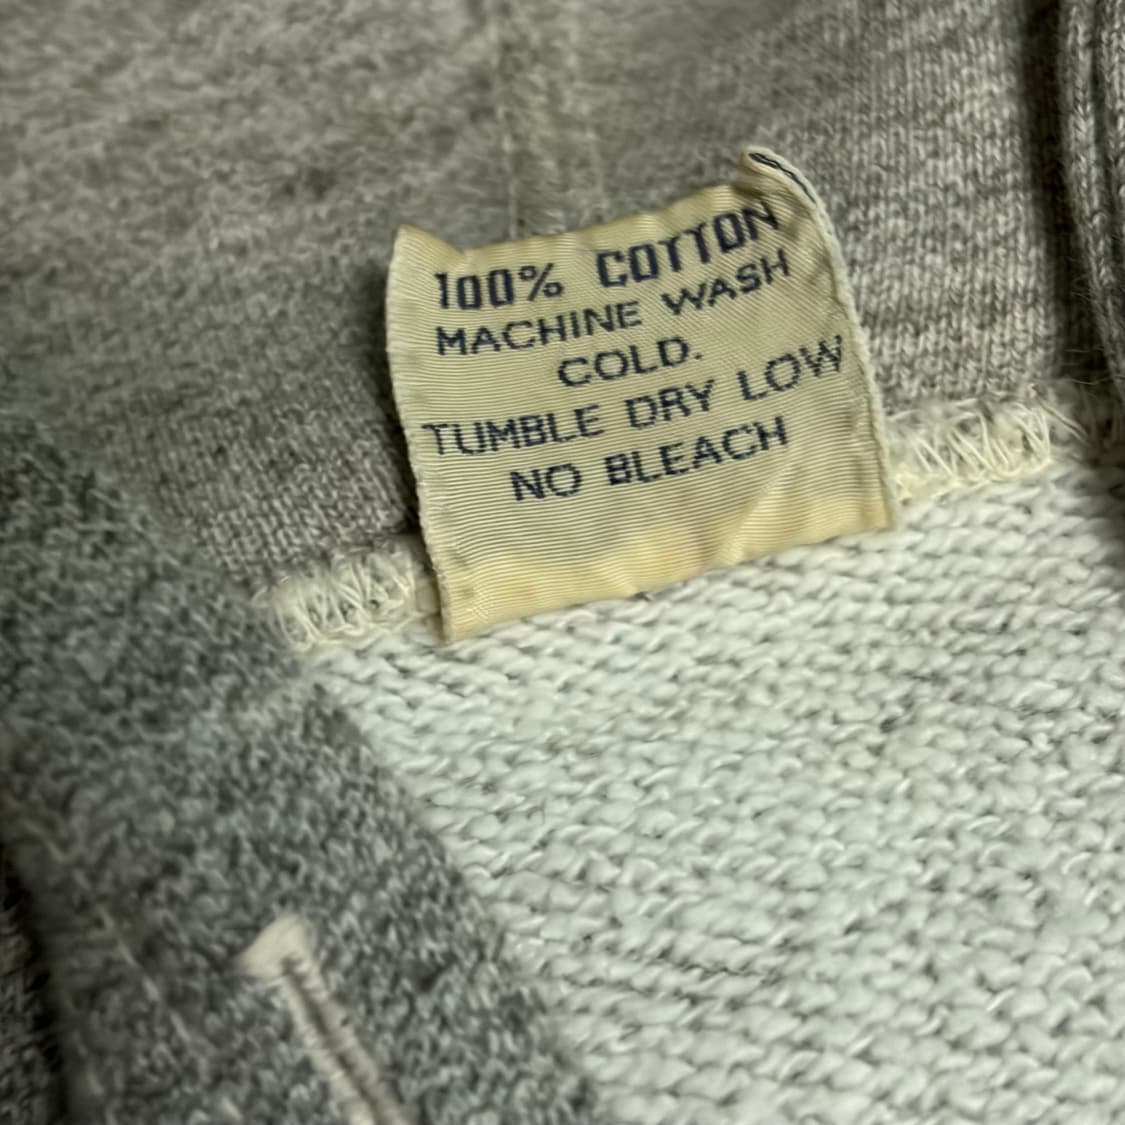 100% COTTON
MACHINE WASH
COLD.
TUMBLE DRY LOW
NO BLEACH